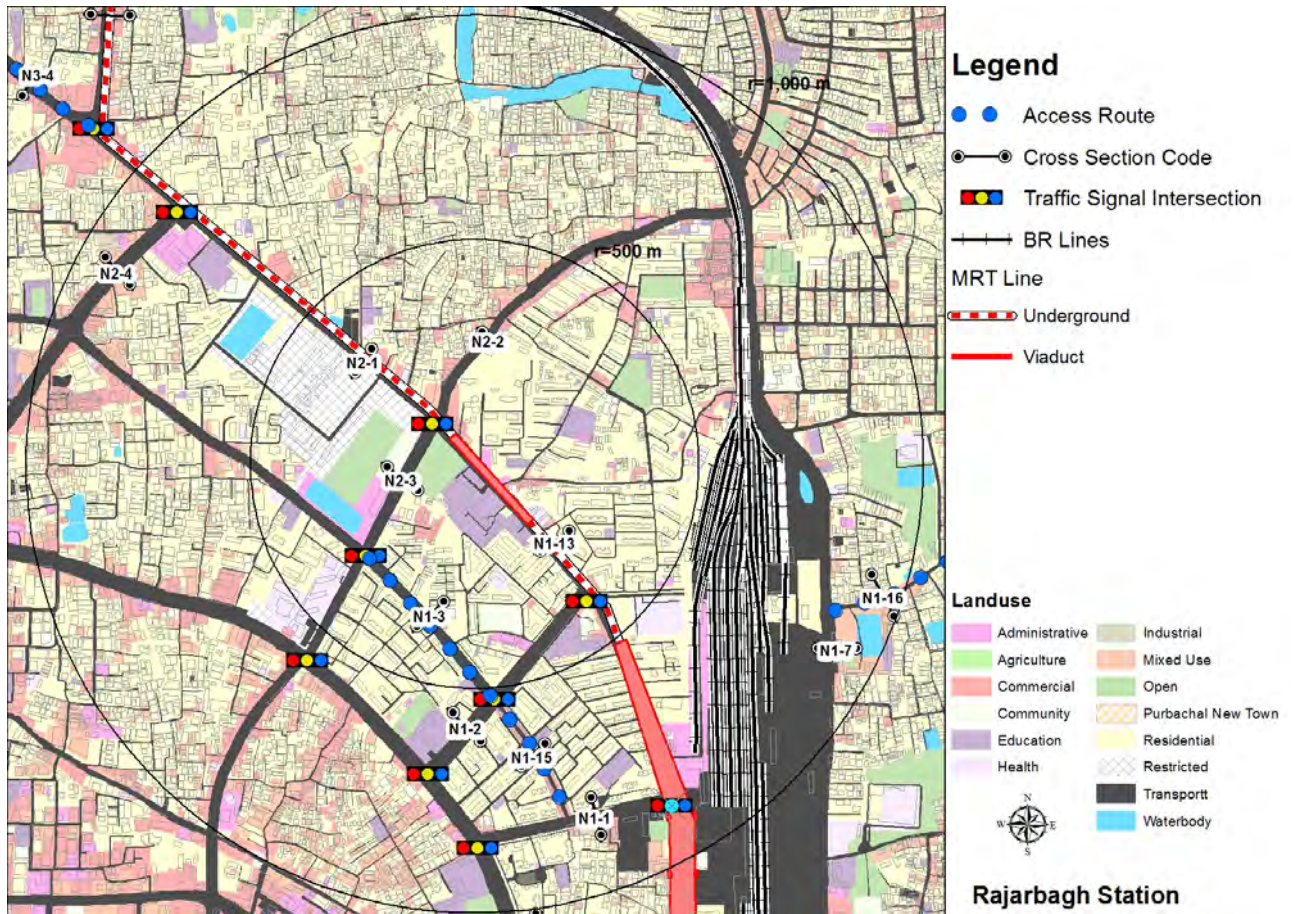 N3-4
r=1,000 m
r=500 m
N2-4
N2-2
N2-1
N2-3
N1-13
N1-3
N1-16
N1-7
N1-2
N1-15
N1-1
Legend
Access Route
Cross Section Code
Traffic Signal Intersection
BR Lines
MRT Line
Underground
Viaduct
Landuse
Administrative
Agriculture
Commercial
Community
Education
Health
Industrial
Mixed Use
Open
Purbachal New Town
Residential
Restricted
Transportt
Waterbody
N
W E
S
Rajarbagh Station